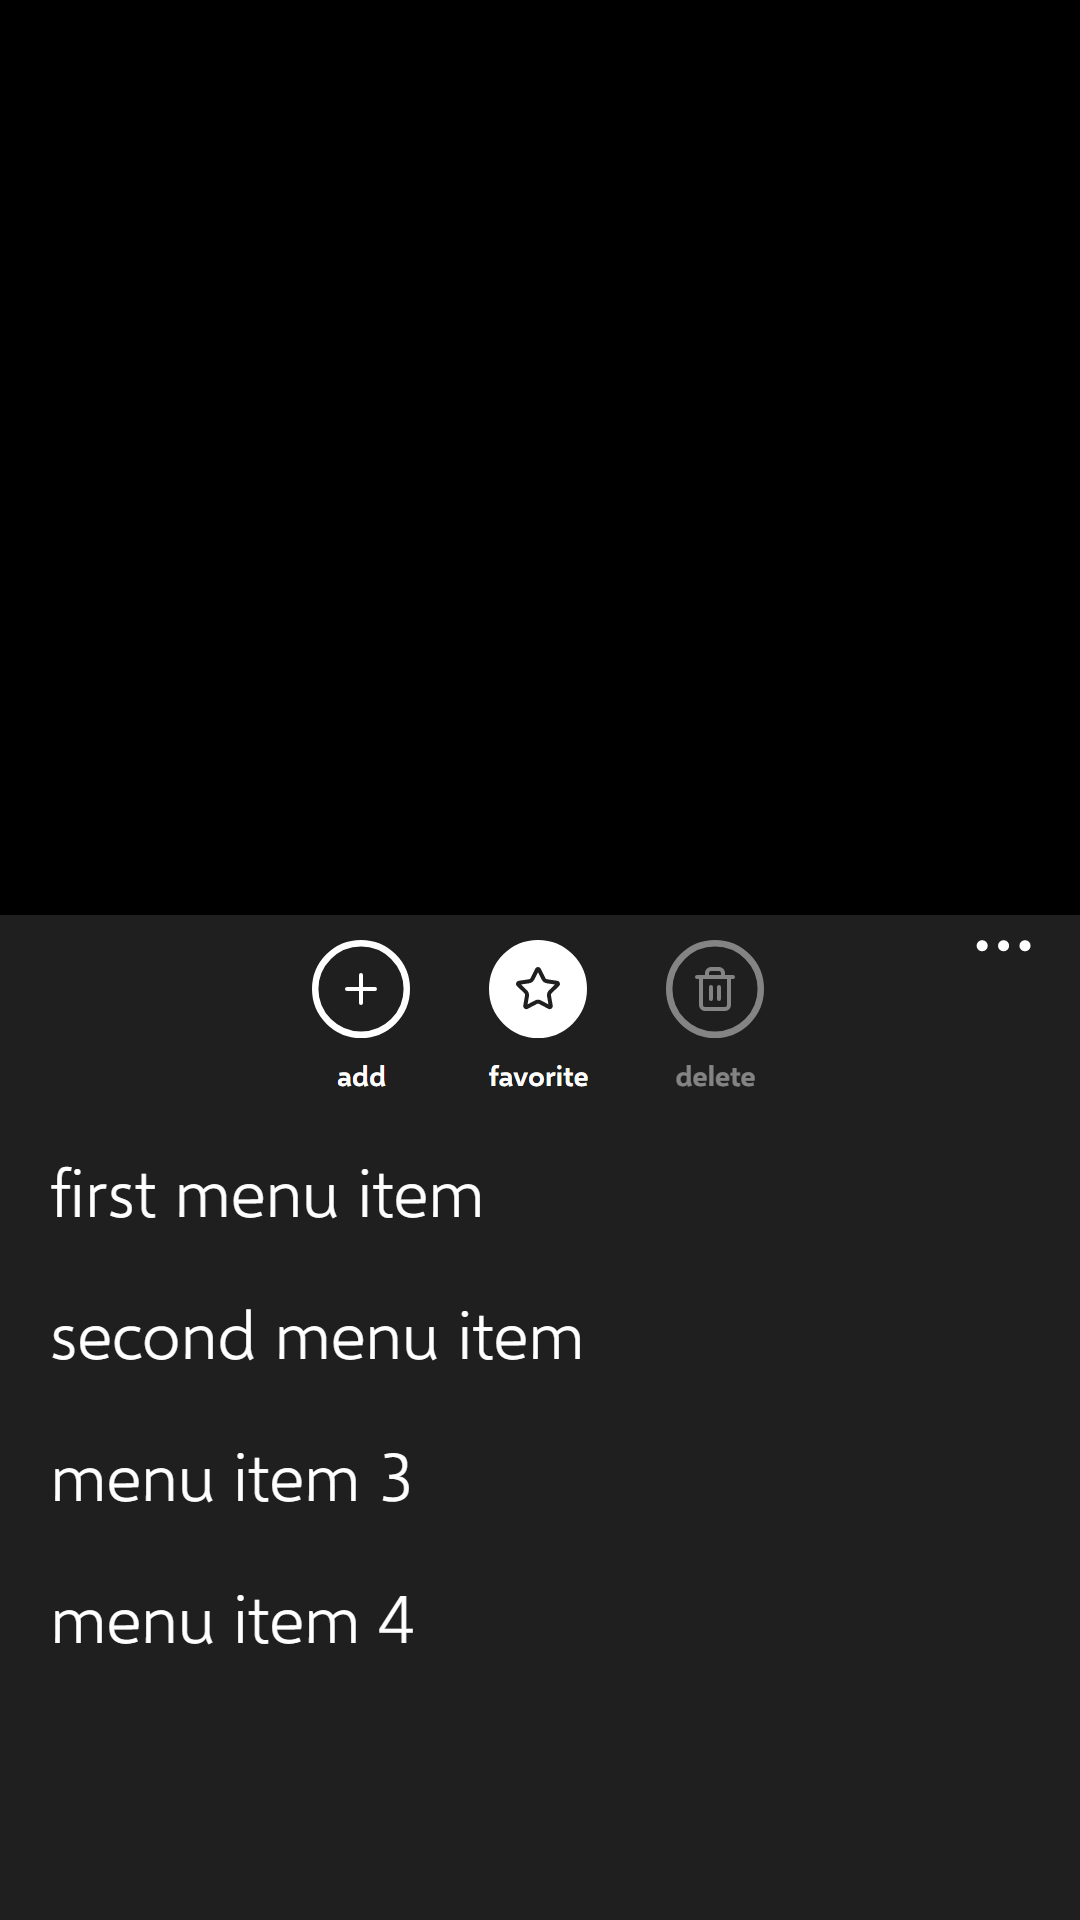 add favorite delete
first menu item
second menu item
menu item 3
menu item 4